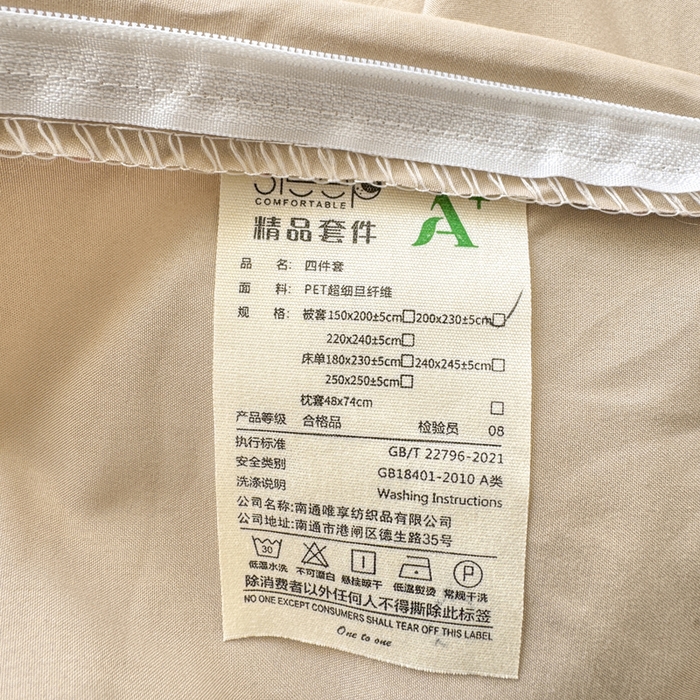 Sleep
COMFORTABLE
A+
精品套件
品 名: 四件套
面 料: PET超细旦纤维
规 格: 被套150x200±5cm□200x230±5cm□
220x240±5cm□
床单180x230±5cm□240x245±5cm□
250x250±5cm□
枕套48x74cm □
产品等级 合格品 检验员 08
执行标准 GB/T 22796-2021
安全类别 GB18401-2010 A类
洗涤说明 Washing Instructions
公司名称:南通唯享纺织品有限公司
公司地址:南通市港闸区德生路35号
30 P
低温水洗 不可漂白 悬挂晾干 低温熨烫 常规干洗
除消费者以外任何人不得撕除此标签
NO ONE EXCEPT CONSUMERS SHALL TEAR OFF THIS LABEL
One to one